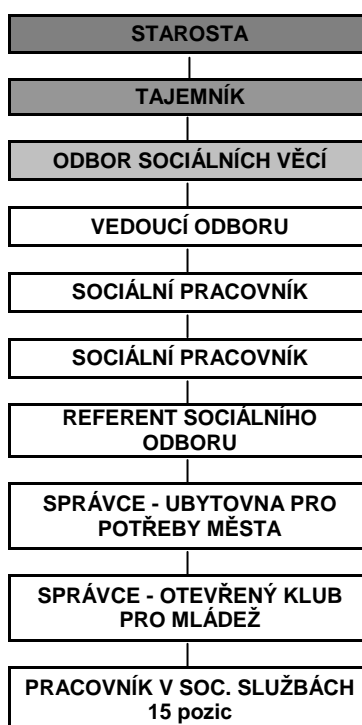 STAROSTA
TAJEMNÍK
ODBOR SOCIÁLNÍCH VĚCÍ
VEDOUCÍ ODBORU
SOCIÁLNÍ PRACOVNÍK
SOCIÁLNÍ PRACOVNÍK
REFERENT SOCIÁLNÍHO
ODBORU
SPRÁVCE - UBYTOVNA PRO
POTŘEBY MĚSTA
SPRÁVCE - OTEVŘENÝ KLUB
PRO MLÁDEŽ
PRACOVNÍK V SOC. SLUŽBÁCH
15 pozic